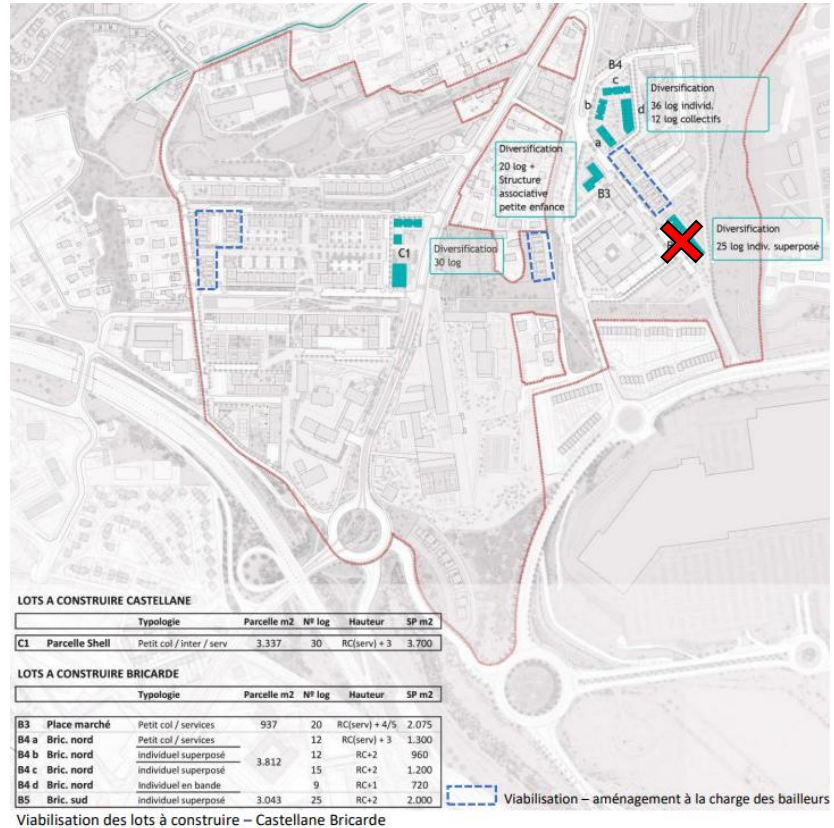 B4
c
b
d
a
Diversification
36 log individ.
12 log collectifs
Diversification
20 log +
Structure
associative
petite enfance
B3
Diversification
25 log indiv. superposé
C1
Diversification
30 log
LOTS A CONSTRUIRE CASTELLANE
Typologie Parcelle m2 Nº log Hauteur SP m2
C1 Parcelle Shell Petit col / inter / serv 3.337 30 RC(serv) + 3 3.700
LOTS A CONSTRUIRE BRICARDE
Typologie Parcelle m2 Nº log Hauteur SP m2
B3 Place marché Petit col / services 937 20 RC(serv) + 4/5 2.075
B4 a Bric. nord Petit col / services 12 RC(serv) + 3 1.300
B4 b Bric. nord individuel superposé 3.812 12 RC+2 960
B4 c Bric. nord individuel superposé 15 RC+2 1.200
B4 d Bric. nord Individuel en bande 9 RC+1 720
B5 Bric. sud individuel superposé 3.043 25 RC+2 2.000
Viabilisation – aménagement à la charge des bailleurs
Viabilisation des lots à construire – Castellane Bricarde